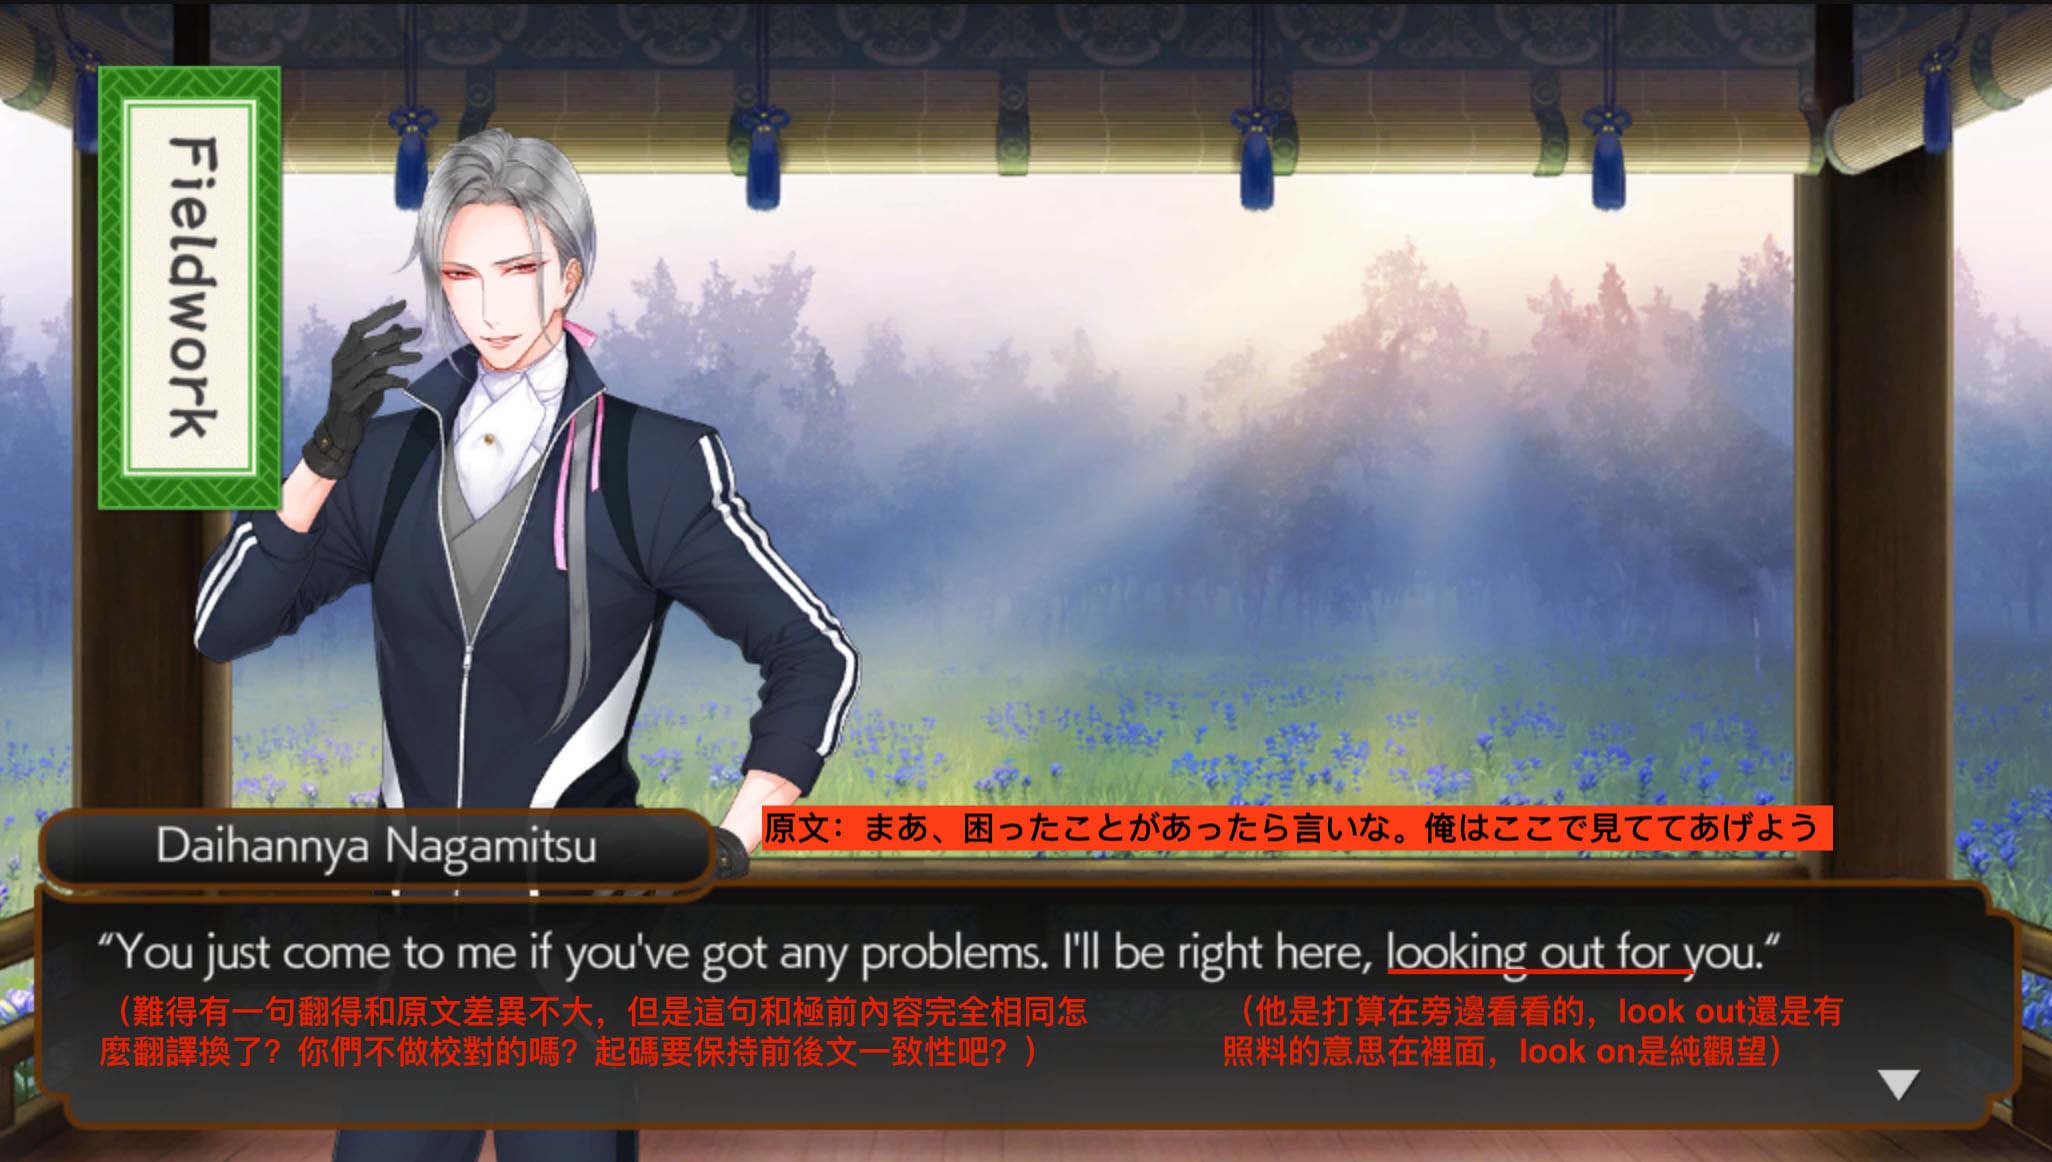 Fieldwork
原文：まあ、困ったことがあったら言いな。俺はここで見ててあげよう
Daihannya Nagamitsu
“You just come to me if you've got any problems. I'll be right here, looking out for you.“
（難得有一句翻得和原文差異不大，但是這句和極前內容完全相同怎
麼翻譯換了？你們不做校對的嗎？起碼要保持前後文一致性吧？）
（他是打算在旁邊看看的，look out還是有
照料的意思在裡面，look on是純觀望）